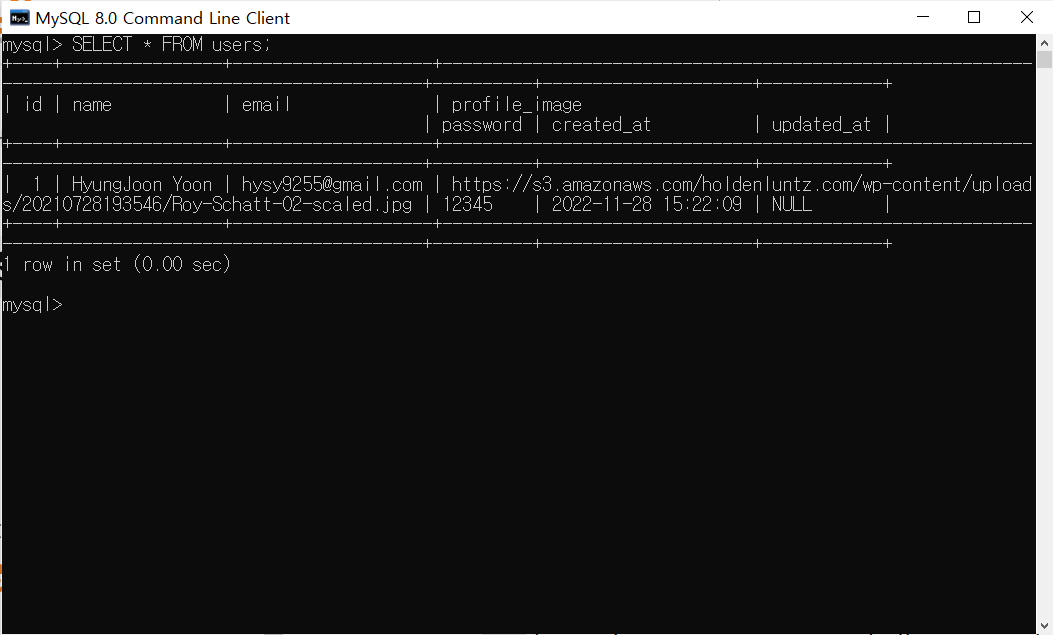 MySQL 8.0 Command Line Client
mysql> SELECT * FROM users;
+----+----------------+--------------------+------------------------------------------------------------
------------------------------------------+----------+---------------------+------------+
| id | name           | email              | profile_image
                                          | password | created_at          | updated_at |
+----+----------------+--------------------+------------------------------------------------------------
------------------------------------------+----------+---------------------+------------+
|  1 | HyungJoon Yoon | hysy9255@gmail.com | https://s3.amazonaws.com/holdenluntz.com/wp-content/upload
s/20210728193546/Roy-Schatt-02-scaled.jpg | 12345    | 2022-11-28 15:22:09 | NULL       |
+----+----------------+--------------------+------------------------------------------------------------
------------------------------------------+----------+---------------------+------------+
1 row in set (0.00 sec)
mysql>